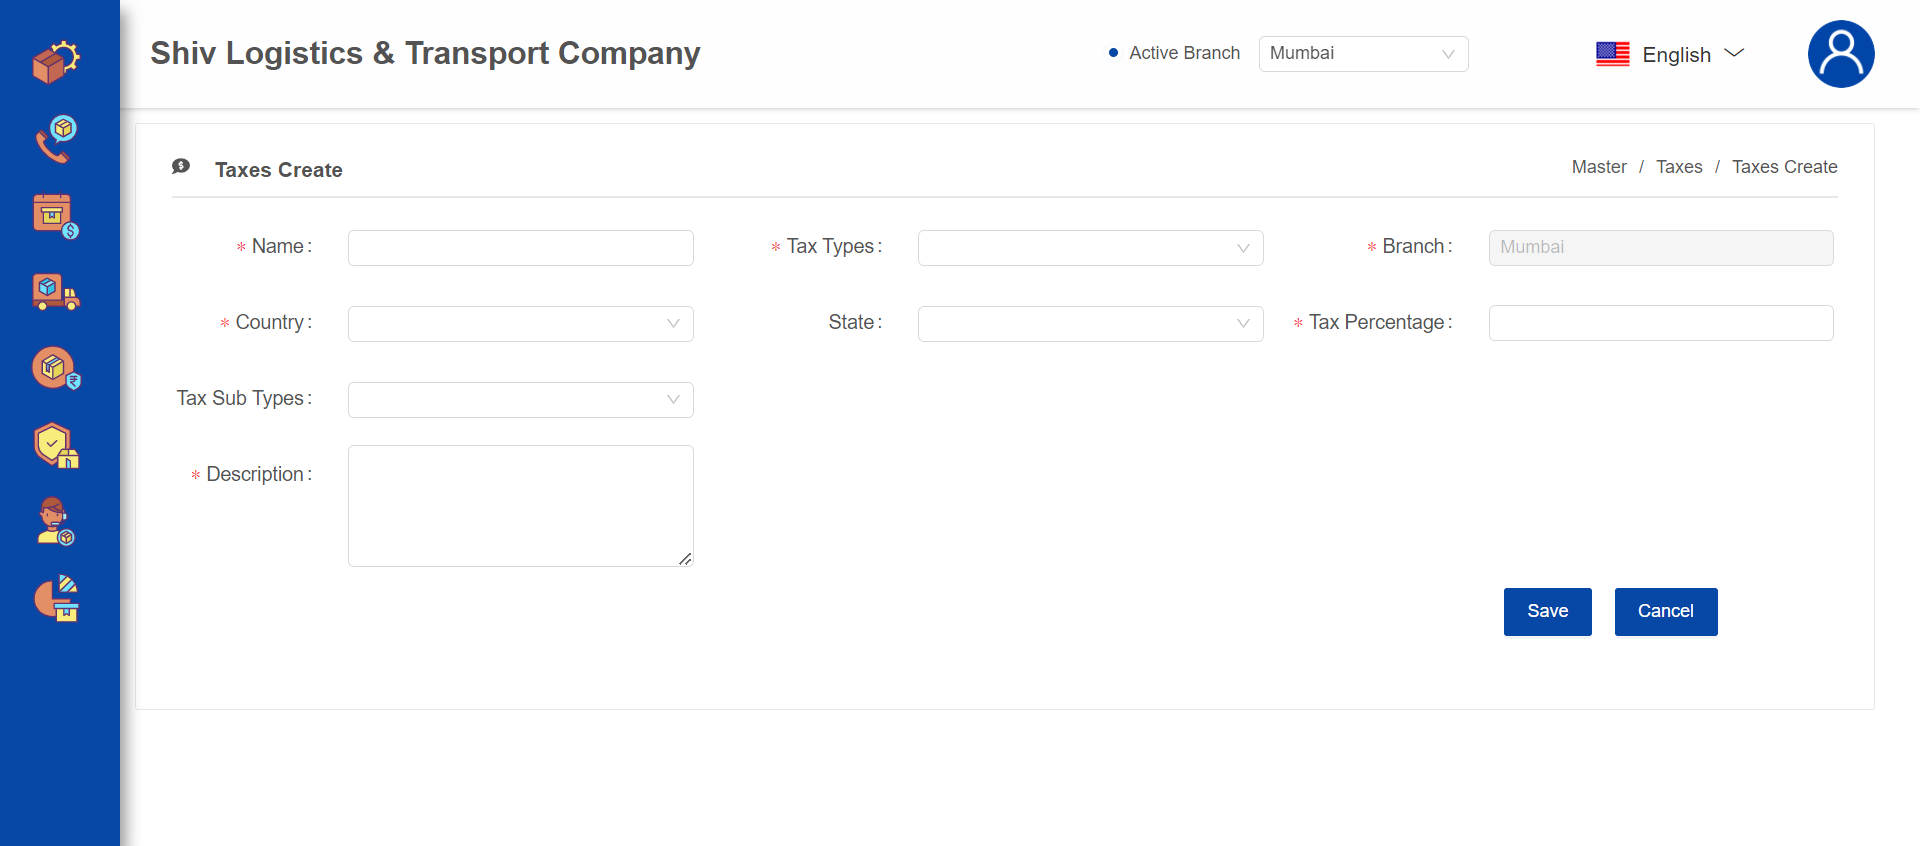 Shiv Logistics & Transport Company
Active Branch
Mumbai
English
Taxes Create
Master / Taxes / Taxes Create
* Name :
* Tax Types :
* Branch :
Mumbai
* Country :
State :
* Tax Percentage :
Tax Sub Types :
* Description :
Save
Cancel